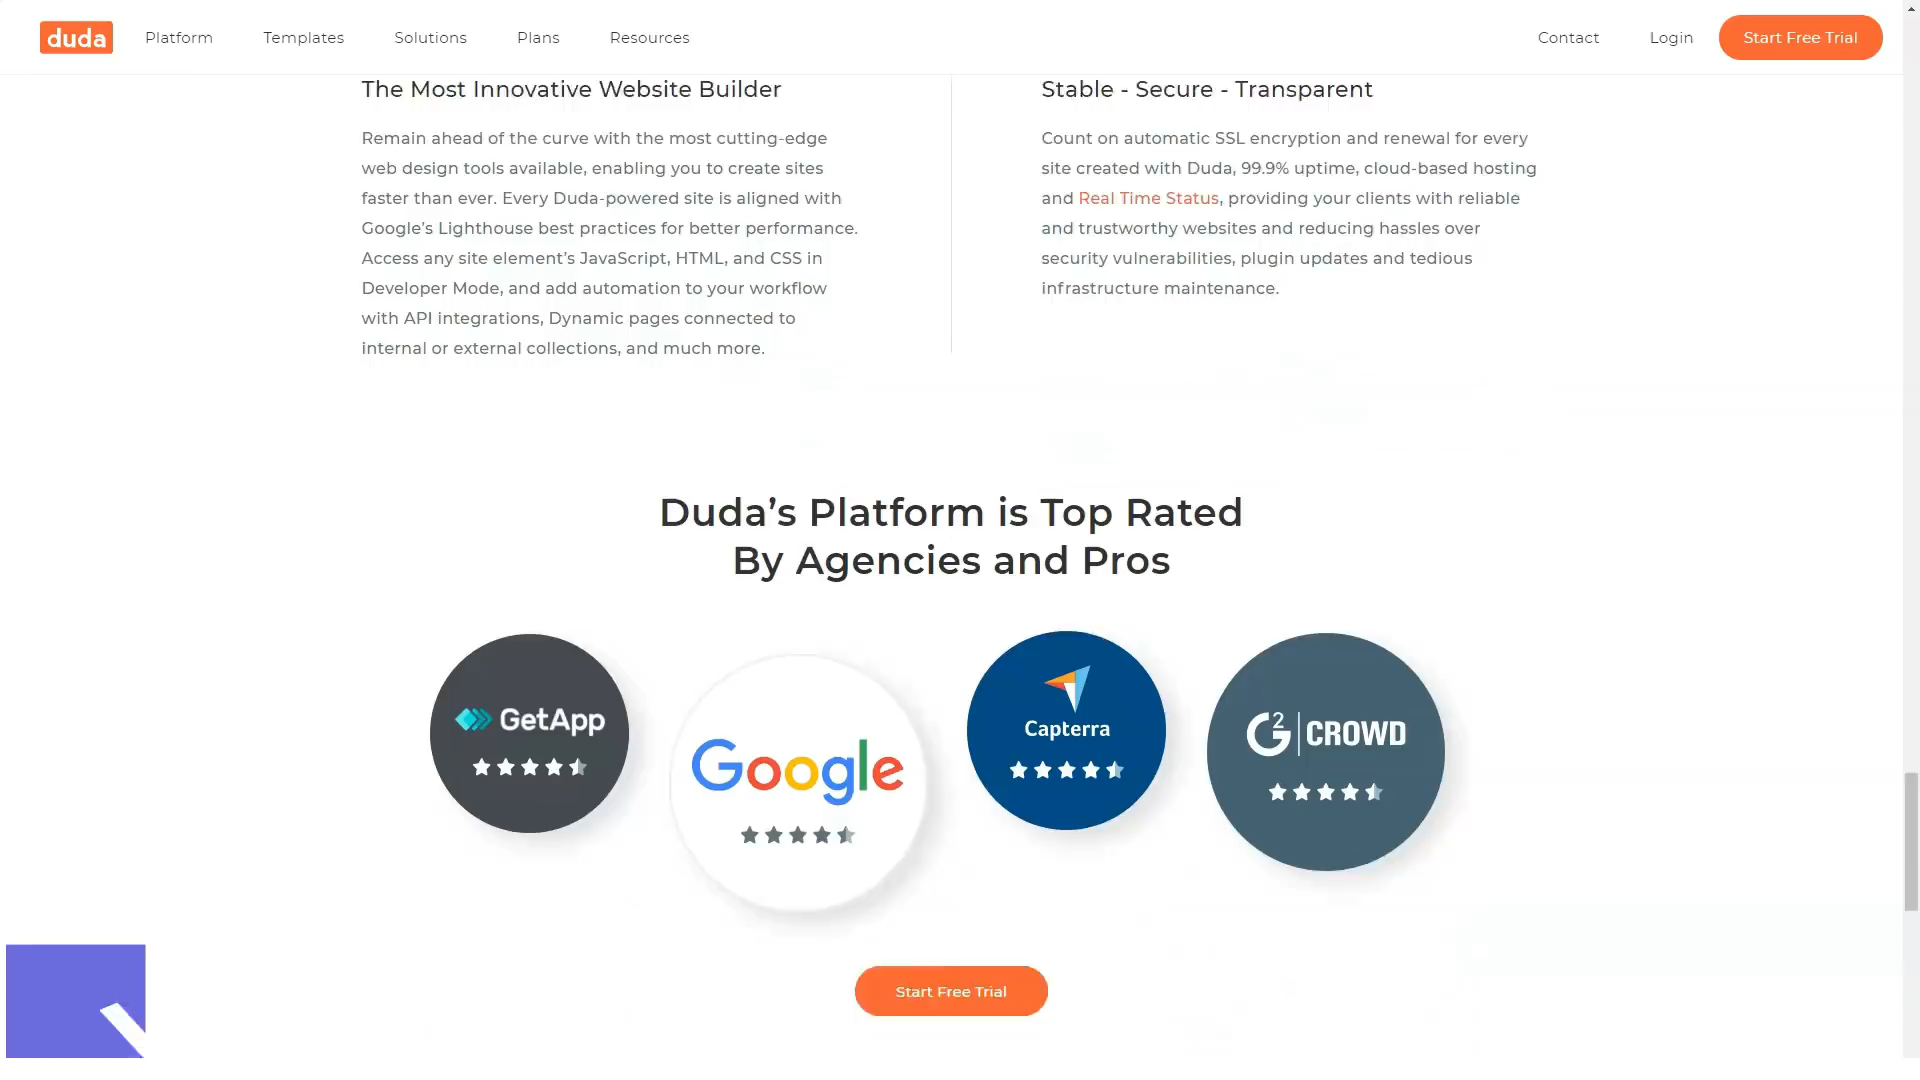 duda
Platform
Templates
Solutions
Plans
Resources
Contact
Login
Start Free Trial
The Most Innovative Website Builder
Remain ahead of the curve with the most cutting-edge
web design tools available, enabling you to create sites
faster than ever. Every Duda-powered site is aligned with
Google’s Lighthouse best practices for better performance.
Access any site element’s JavaScript, HTML, and CSS in
Developer Mode, and add automation to your workflow
with API integrations, Dynamic pages connected to
internal or external collections, and much more.
Stable - Secure - Transparent
Count on automatic SSL encryption and renewal for every
site created with Duda, 99.9% uptime, cloud-based hosting
and Real Time Status, providing your clients with reliable
and trustworthy websites and reducing hassles over
security vulnerabilities, plugin updates and tedious
infrastructure maintenance.
Duda’s Platform is Top Rated
By Agencies and Pros
GetApp
Google
Capterra
G2 CROWD
Start Free Trial